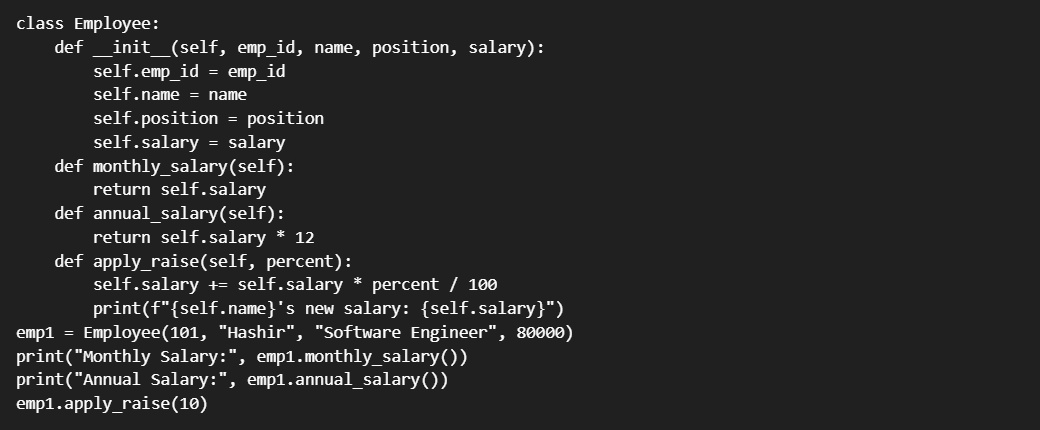 class Employee:
    def __init__(self, emp_id, name, position, salary):
        self.emp_id = emp_id
        self.name = name
        self.position = position
        self.salary = salary
    def monthly_salary(self):
        return self.salary
    def annual_salary(self):
        return self.salary * 12
    def apply_raise(self, percent):
        self.salary += self.salary * percent / 100
        print(f"{self.name}'s new salary: {self.salary}")
emp1 = Employee(101, "Hashir", "Software Engineer", 80000)
print("Monthly Salary:", emp1.monthly_salary())
print("Annual Salary:", emp1.annual_salary())
emp1.apply_raise(10)